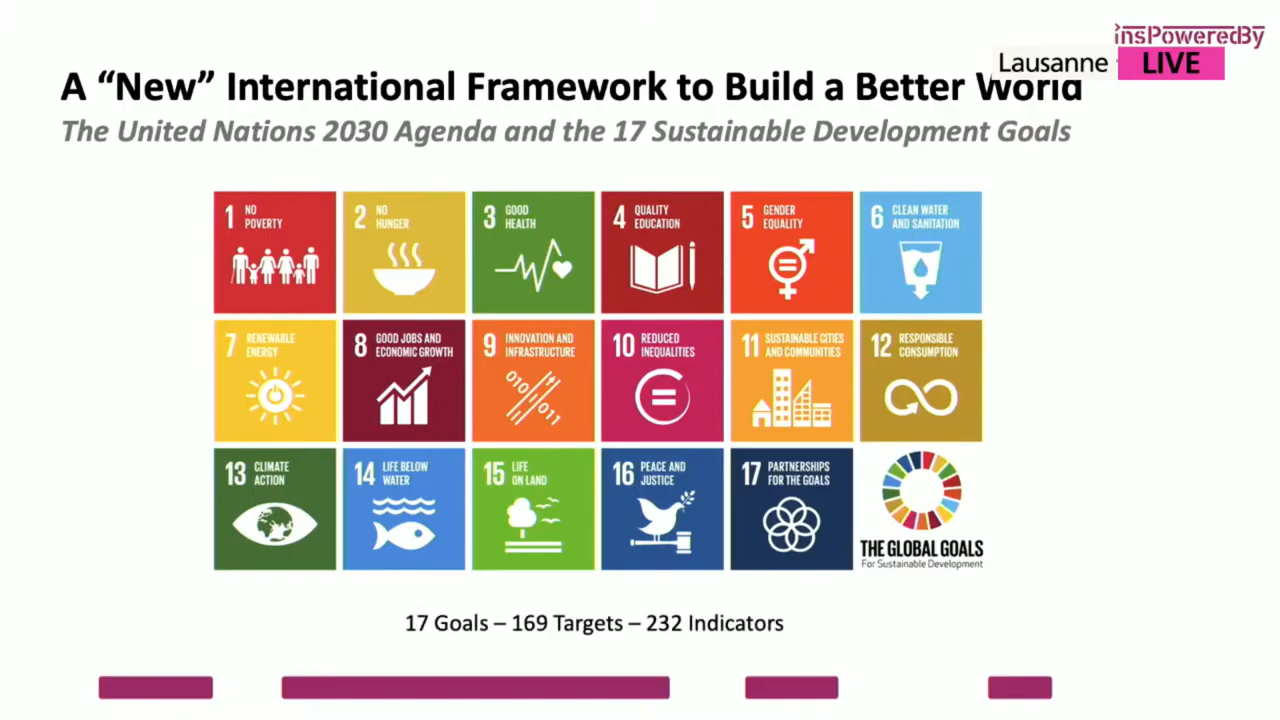 insPoweredBy
Lausanne
LIVE
A “New” International Framework to Build a Better World
The United Nations 2030 Agenda and the 17 Sustainable Development Goals
1 NO
POVERTY
2 NO
HUNGER
3 GOOD
HEALTH
4 QUALITY
EDUCATION
5 GENDER
EQUALITY
6 CLEAN WATER
AND SANITATION
7 RENEWABLE
ENERGY
8 GOOD JOBS AND
ECONOMIC GROWTH
9 INNOVATION AND
INFRASTRUCTURE
010
011
10 REDUCED
INEQUALITIES
11 SUSTAINABLE CITIES
AND COMMUNITIES
12 RESPONSIBLE
CONSUMPTION
13 CLIMATE
ACTION
14 LIFE BELOW
WATER
15 LIFE
ON LAND
16 PEACE AND
JUSTICE
17 PARTNERSHIPS
FOR THE GOALS
THE GLOBAL GOALS
For Sustainable Development
17 Goals – 169 Targets – 232 Indicators